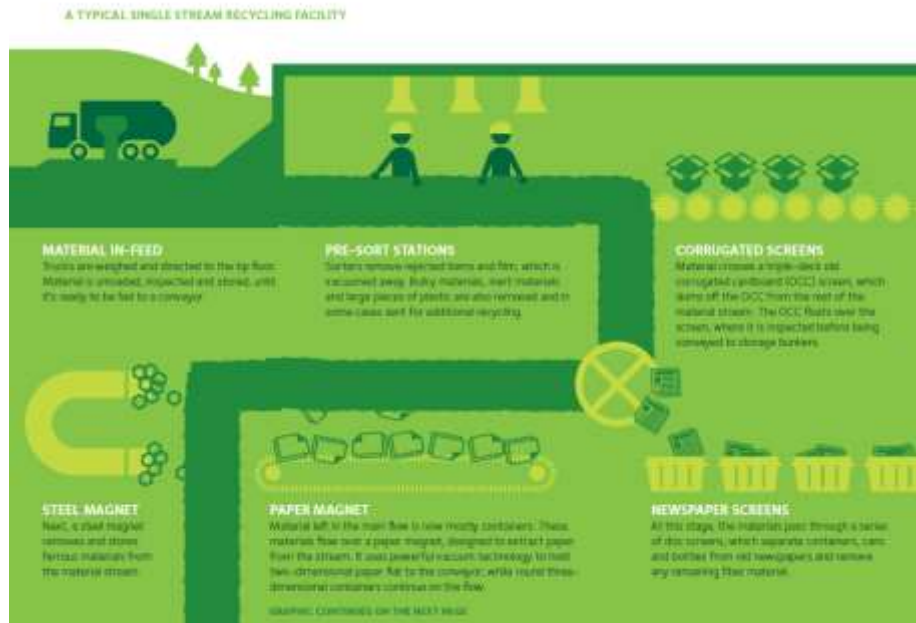 A TYPICAL SINGLE STREAM RECYCLING FACILITY
MATERIAL IN-FEED
Trucks are weighed and directed to the tip floor.
Material is unloaded, inspected and stored, until
it's ready to be fed to a conveyor.
PRE-SORT STATIONS
Sorters remove rejected items and film, which is
vacuumed away. Bulky materials, inert materials
and large pieces of plastic are also removed and in
some cases sent for additional recycling.
CORRUGATED SCREENS
Material crosses a triple-deck old
corrugated cardboard (OCC) screen, which
skims off the OCC from the rest of the
material stream. The OCC floats over the
screen, where it is inspected before being
conveyed to storage bunkers.
STEEL MAGNET
Next, a steel magnet
removes and stores
ferrous materials from
the material stream.
PAPER MAGNET
Material left in the main flow is now mostly containers. These
materials flow over a paper magnet, designed to extract paper
from the stream. It uses powerful vacuum technology to hold
two-dimensional paper flat to the conveyor, while round three-
dimensional containers continue on the flow.
GRAPHIC CONTINUES ON THE NEXT PAGE
NEWSPAPER SCREENS
At this stage, the materials pass through a series
of disc screens, which separate containers, cans
and bottles from old newspapers and remove
any remaining fiber material.